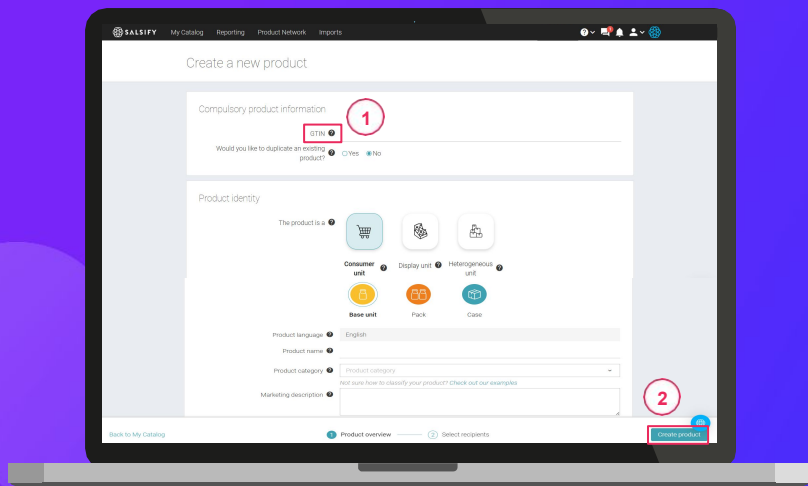 SALSIFY My Catalog Reporting Product Network Imports
Create a new product
Compulsory product information
1
GTIN
Would you like to duplicate an existing
product?
Yes No
Product identity
The product is a
Consumer
unit
Display unit
Heterogeneous
unit
Base unit
Pack
Case
Product language English
Product name
Product category Product category
Not sure how to classify your product? Check out our examples
Marketing description
2
Back to My Catalog 1 Product overview 2 Select recipients Create product